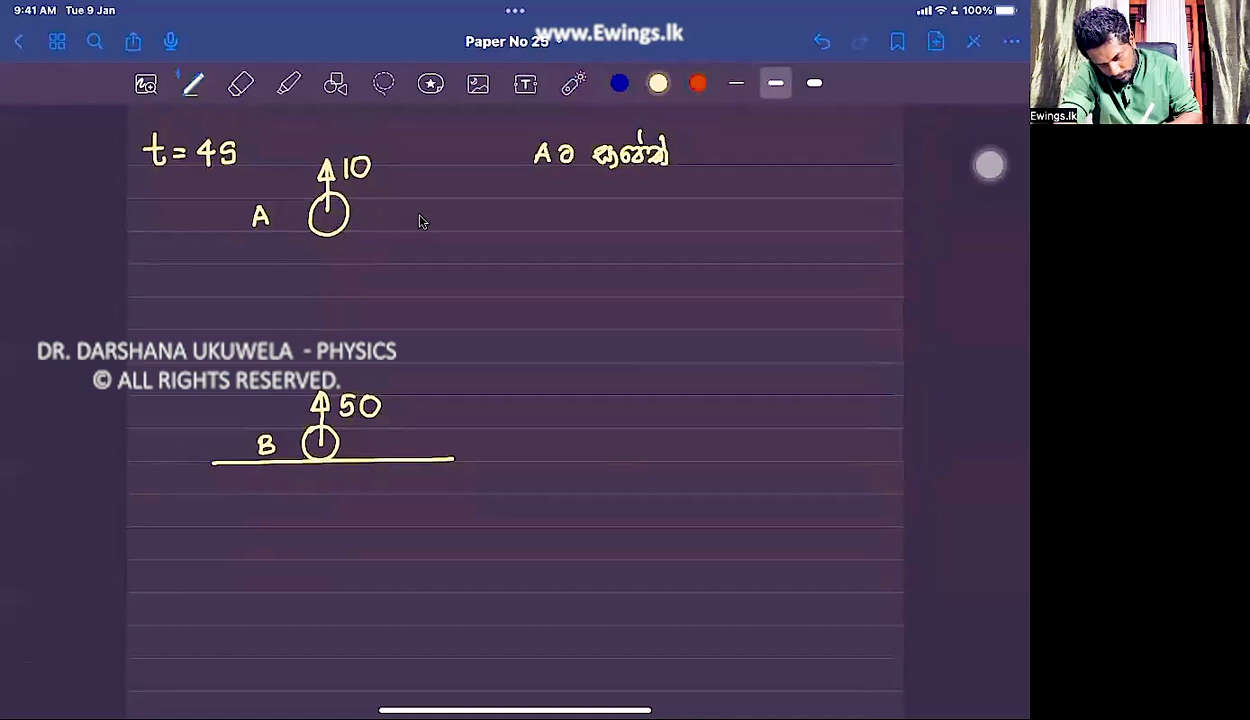 9:41 AM Tue 9 Jan
100%
www.Ewings.lk
Paper No 25
Ewings.lk
t = 4s
10
A ට සාපේක්
A
DR. DARSHANA UKUWELA - PHYSICS
© ALL RIGHTS RESERVED.
50
B